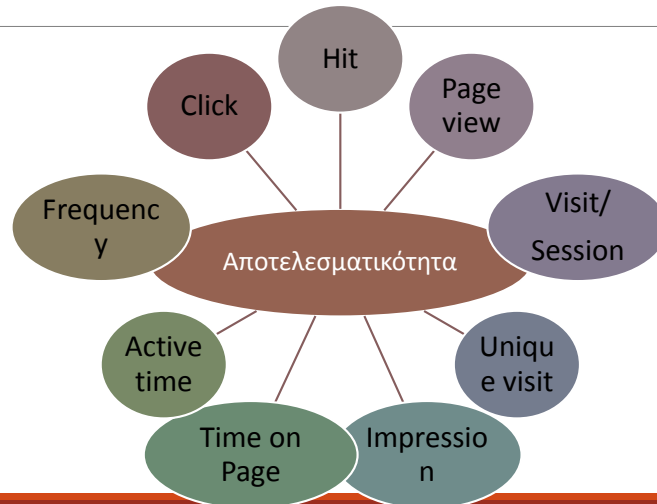 Hit
Click
Page
view
Frequenc
y
Visit/
Session
Αποτελεσματικότητα
Active
time
Uniqu
e visit
Time on
Page
Impressio
n